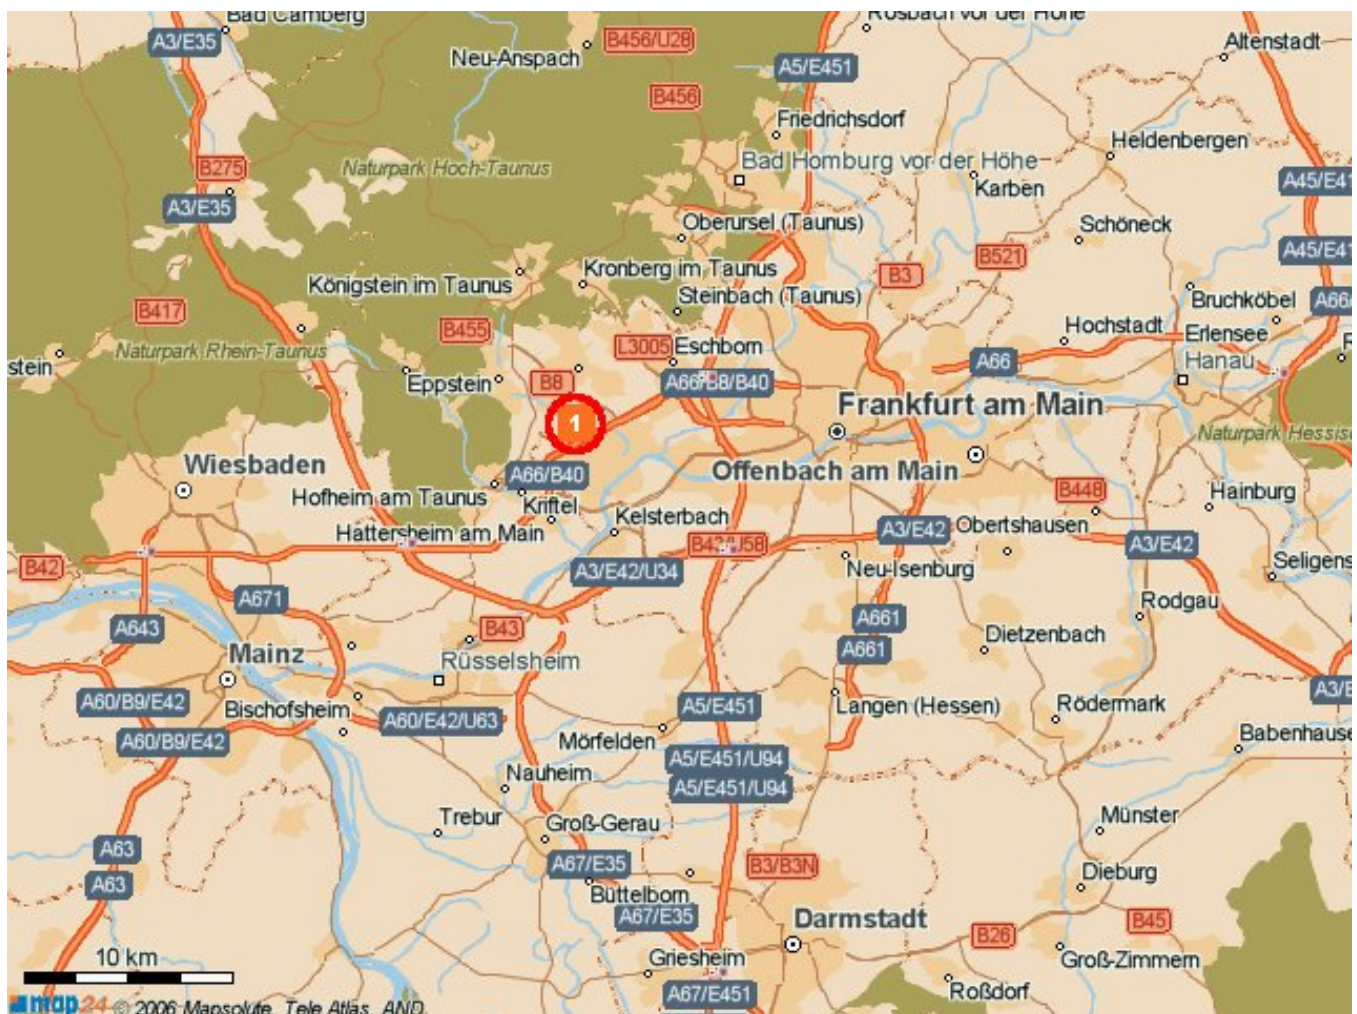 Bad Camberg
Rosbach vor der Höhe
A3/E35
B456/U28
Altenstadt
Neu-Anspach
A5/E451
B456
Friedrichsdorf
Heldenbergen
B275
Naturpark Hoch-Taunus
Bad Homburg vor der Höhe
Karben
A45/E41
A3/E35
Oberursel (Taunus)
Schöneck
A45/E41
B521
Königstein im Taunus
Kronberg im Taunus
B3
Steinbach (Taunus)
Bruchköbel
A66/
B417
B455
Hochstadt
Erlensee
Naturpark Rhein-Taunus
L3005
Eschborn
R
stein
A66
Hanau
Eppstein
B8
A66/B8/B40
Frankfurt am Main
1
Naturpark Hessisc
Wiesbaden
A66/B40
Offenbach am Main
Hofheim am Taunus
B448
Hainburg
Kriftel
Kelsterbach
Hattersheim am Main
A3/E42
Obertshausen
B43/U58
A3/E42
B42
A3/E42/U34
Neu-Isenburg
Seligens
A671
Rodgau
A643
B43
A661
Dietzenbach
Mainz
A661
Rüsselsheim
A3/E
A60/B9/E42
Bischofsheim
A60/E42/U63
A5/E451
Langen (Hessen)
Rödermark
A60/B9/E42
Mörfelden
Babenhause
A5/E451/U94
Nauheim
A5/E451/U94
Trebur
Groß-Gerau
Münster
A63
A67/E35
B3/B3N
A63
Büttelborn
Dieburg
A67/E35
Darmstadt
B45
B26
10 km
Griesheim
Groß-Zimmern
A67/E451
Roßdorf
map24 © 2006 Mapsolute, Tele Atlas, AND